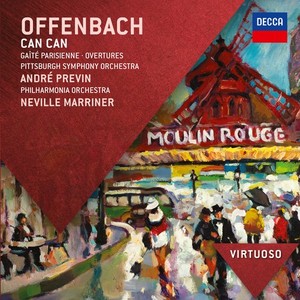 OFFENBACH
DECCA
CAN CAN
GAÎTÉ PARISIENNE · OVERTURES
PITTSBURGH SYMPHONY ORCHESTRA
ANDRÉ PREVIN
PHILHARMONIA ORCHESTRA
NEVILLE MARRINER
MOULIN ROUGE
VIRTUOSO